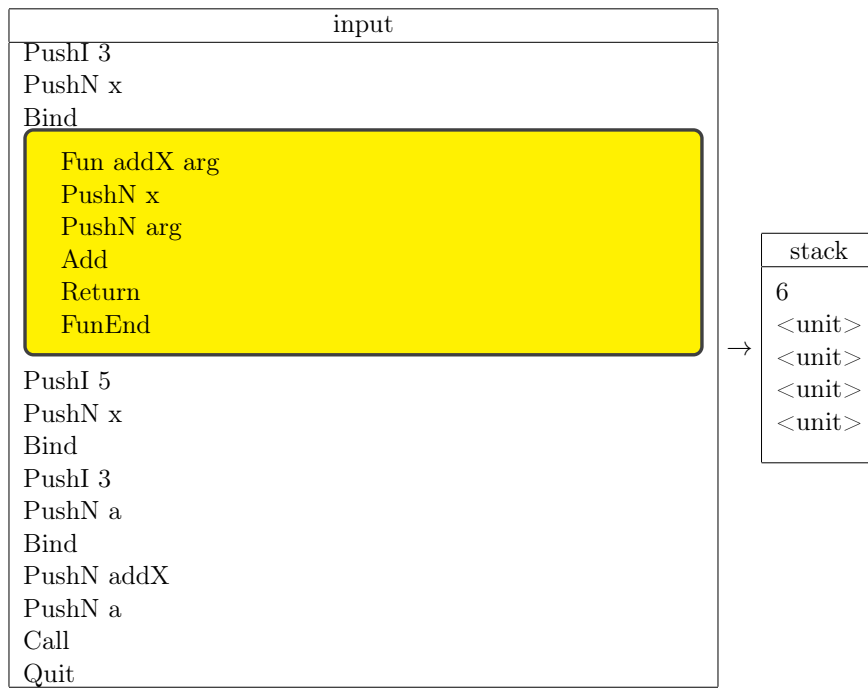 input
PushI 3
PushN x
Bind
Fun addX arg
PushN x
PushN arg
Add
Return
FunEnd
PushI 5
PushN x
Bind
PushI 3
PushN a
Bind
PushN addX
PushN a
Call
Quit
→
stack
6
<unit>
<unit>
<unit>
<unit>